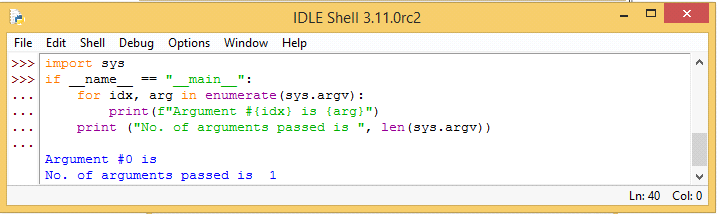 IDLE Shell 3.11.0rc2
File Edit Shell Debug Options Window Help
>>> import sys
>>> if __name__ == "__main__":
...     for idx, arg in enumerate(sys.argv):
...         print(f"Argument #{idx} is {arg}")
...     print ("No. of arguments passed is ", len(sys.argv))
...
Argument #0 is
No. of arguments passed is  1
Ln: 40 Col: 0